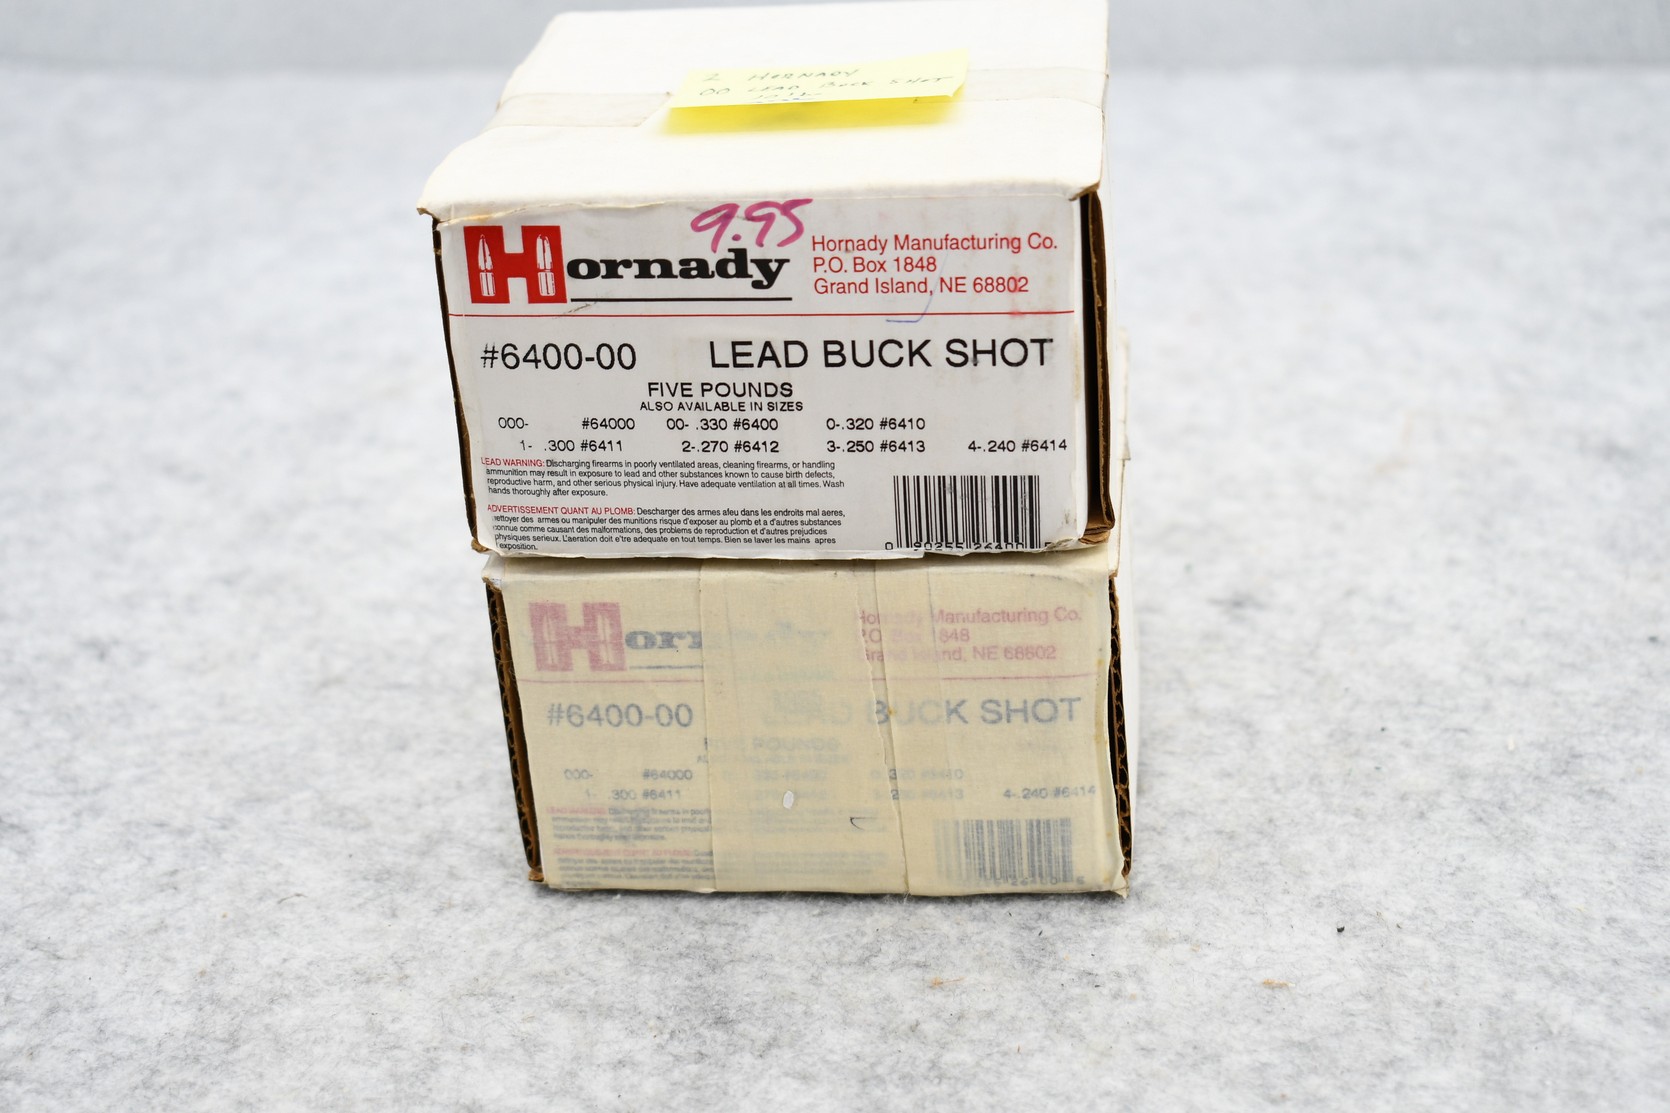 2 HORNADY
00 LEAD BUCK SHOT
9.95
Hornady
Hornady Manufacturing Co.
P.O. Box 1848
Grand Island, NE 68802
#6400-00 LEAD BUCK SHOT
FIVE POUNDS
ALSO AVAILABLE IN SIZES
000- #64000 00- .330 #6400 0-.320 #6410
1- .300 #6411 2-.270 #6412 3-.250 #6413 4-.240 #6414
LEAD WARNING: Discharging firearms in poorly ventilated areas, cleaning firearms, or handling
ammunition may result in exposure to lead and other substances known to cause birth defects,
reproductive harm, and other serious physical injury. Have adequate ventilation at all times. Wash
hands thoroughly after exposure.
ADVERTISSEMENT QUANT AU PLOMB: Descharger des armes afeu dans les endroits mal aeres,
nettoyer des armes ou manipuler des munitions risque d'exposer au plomb et a d'autres substances
connue comme causant des malformations, des problems de reproduction et d'autres prejudices
physiques serieux. L'aeration doit e'tre adequate en tout temps. Bien se laver les mains apres
exposition.
Hornady
Hornady Manufacturing Co.
P.O. Box 1848
Grand Island, NE 68802
#6400-00 LEAD BUCK SHOT
FIVE POUNDS
000- #64000
1- .300 #6411 4-.240 #6414